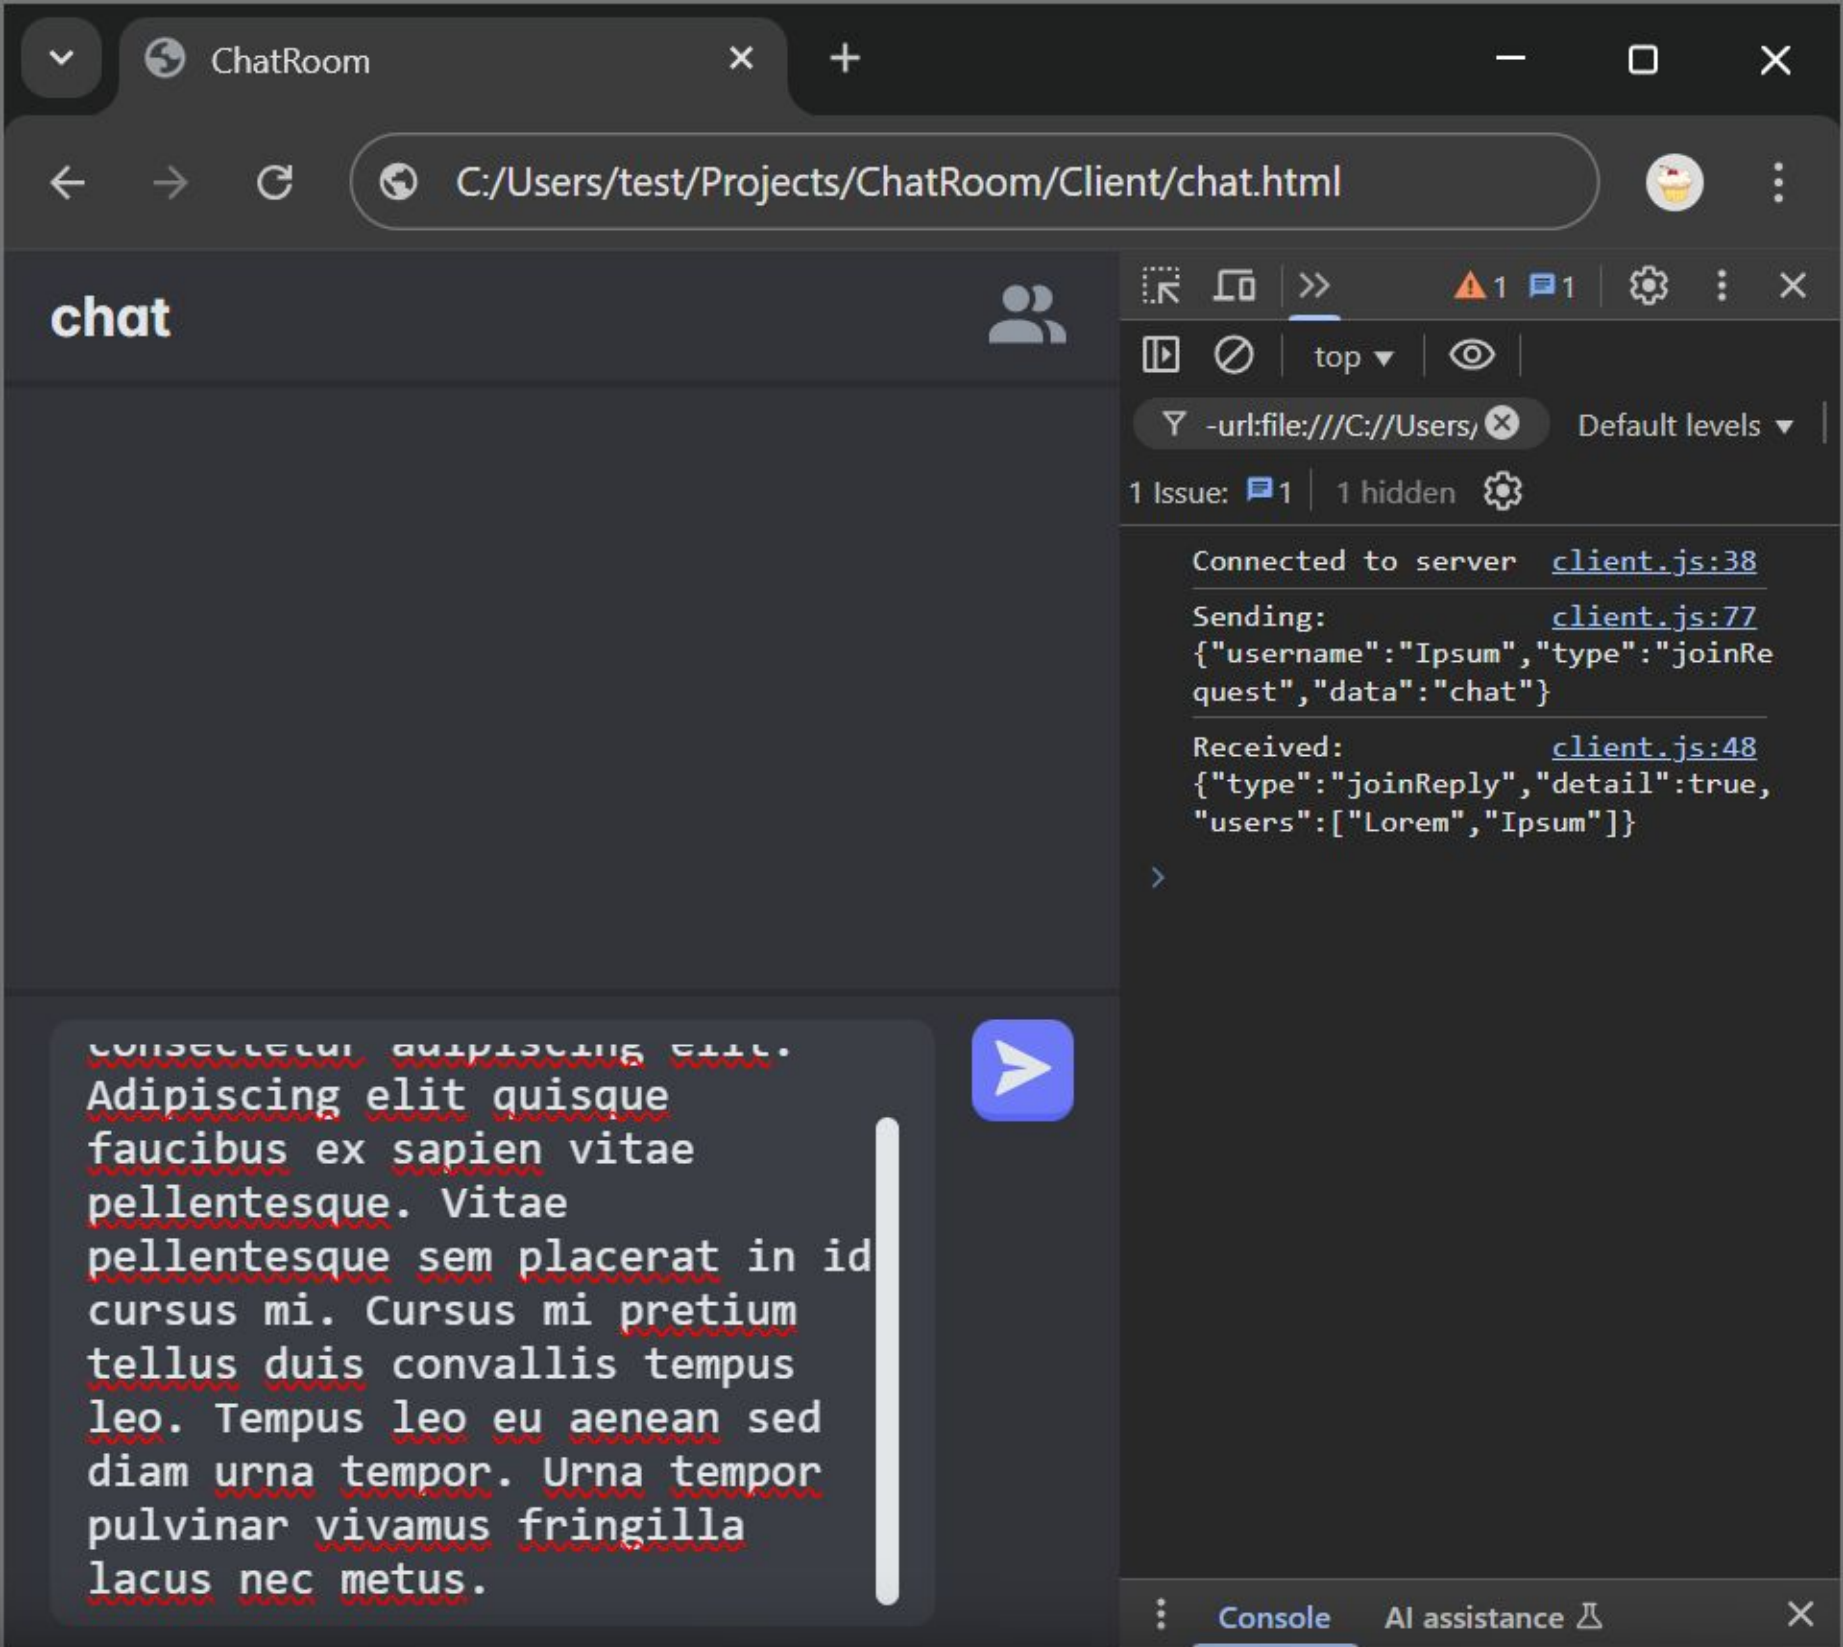 ChatRoom
C:/Users/test/Projects/ChatRoom/Client/chat.html
chat
consectetur adipiscing elit.
Adipiscing elit quisque
faucibus ex sapien vitae
pellentesque. Vitae
pellentesque sem placerat in id
cursus mi. Cursus mi pretium
tellus duis convallis tempus
leo. Tempus leo eu aenean sed
diam urna tempor. Urna tempor
pulvinar vivamus fringilla
lacus nec metus.
1 1
top
-url:file:///C://Users/ Default levels
1 Issue: 1 1 hidden
Connected to server client.js:38
Sending: client.js:77
{"username":"Ipsum","type":"joinRe
quest","data":"chat"}
Received: client.js:48
{"type":"joinReply","detail":true,
"users":["Lorem","Ipsum"]}
Console AI assistance